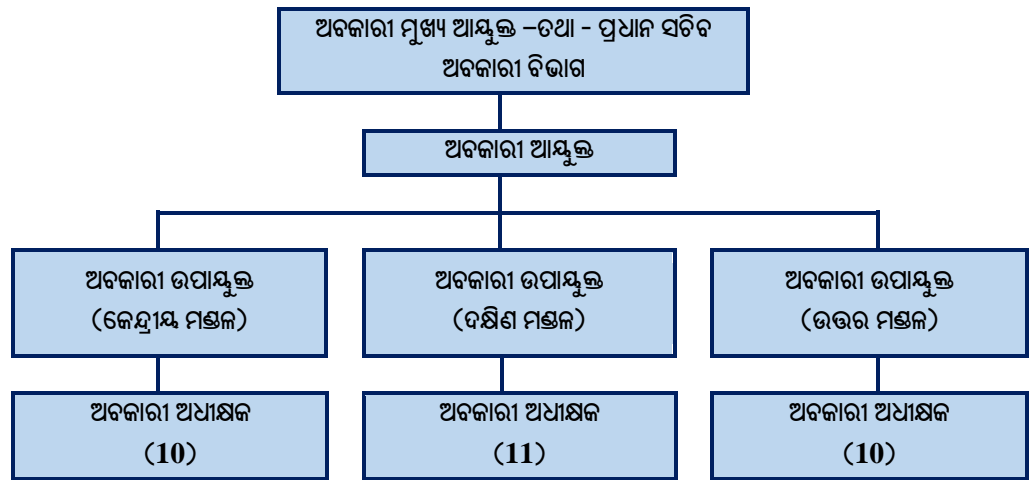 ଅବକାରୀ ମୁଖ୍ୟ ଆୟୁକ୍ତ –ତଥା - ପ୍ରଧାନ ସଚିବ
ଅବକାରୀ ବିଭାଗ
ଅବକାରୀ ଆୟୁକ୍ତ
ଅବକାରୀ ଉପାୟୁକ୍ତ
(କେନ୍ଦ୍ରୀୟ ମଣ୍ଡଳ)
ଅବକାରୀ ଉପାୟୁକ୍ତ
(ଦକ୍ଷିଣ ମଣ୍ଡଳ)
ଅବକାରୀ ଉପାୟୁକ୍ତ
(ଉତ୍ତର ମଣ୍ଡଳ)
ଅବକାରୀ ଅଧୀକ୍ଷକ
(10)
ଅବକାରୀ ଅଧୀକ୍ଷକ
(11)
ଅବକାରୀ ଅଧୀକ୍ଷକ
(10)